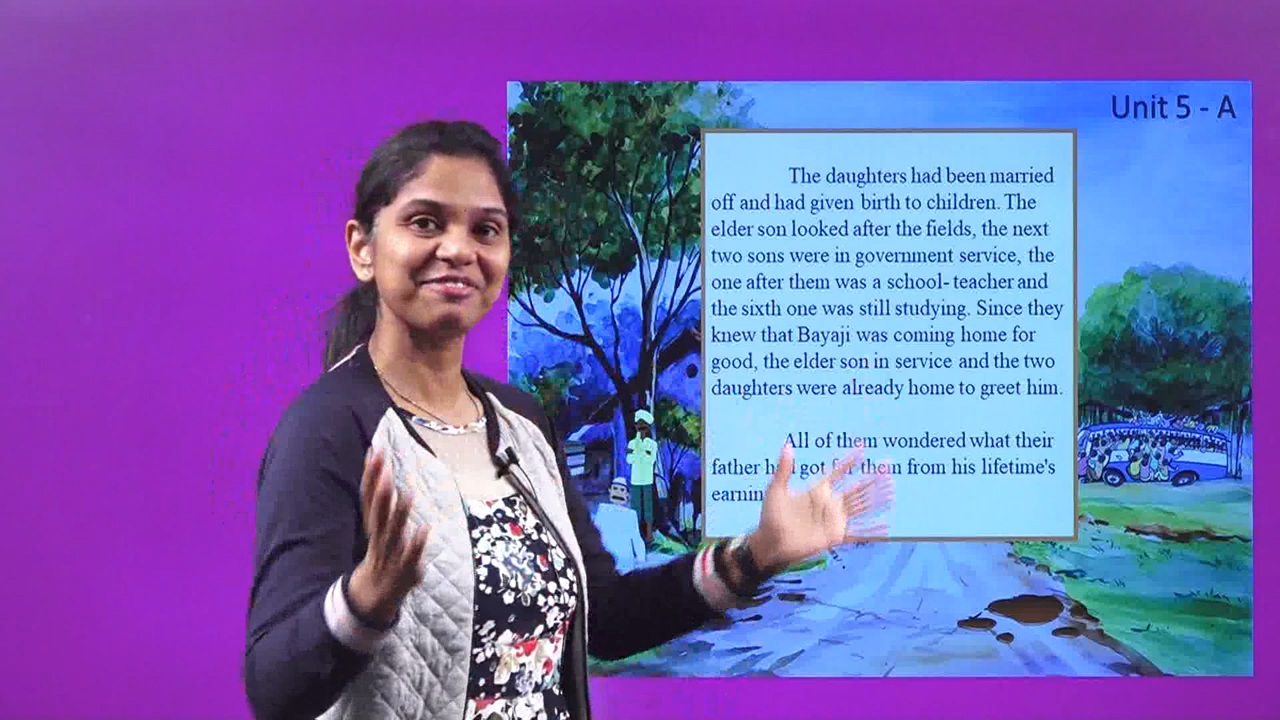 Unit 5 - A
The daughters had been married
off and had given birth to children. The
elder son looked after the fields, the next
two sons were in government service, the
one after them was a school- teacher and
the sixth one was still studying. Since they
knew that Bayaji was coming home for
good, the elder son in service and the two
daughters were already home to greet him.
All of them wondered what their
father had got for them from his lifetime's